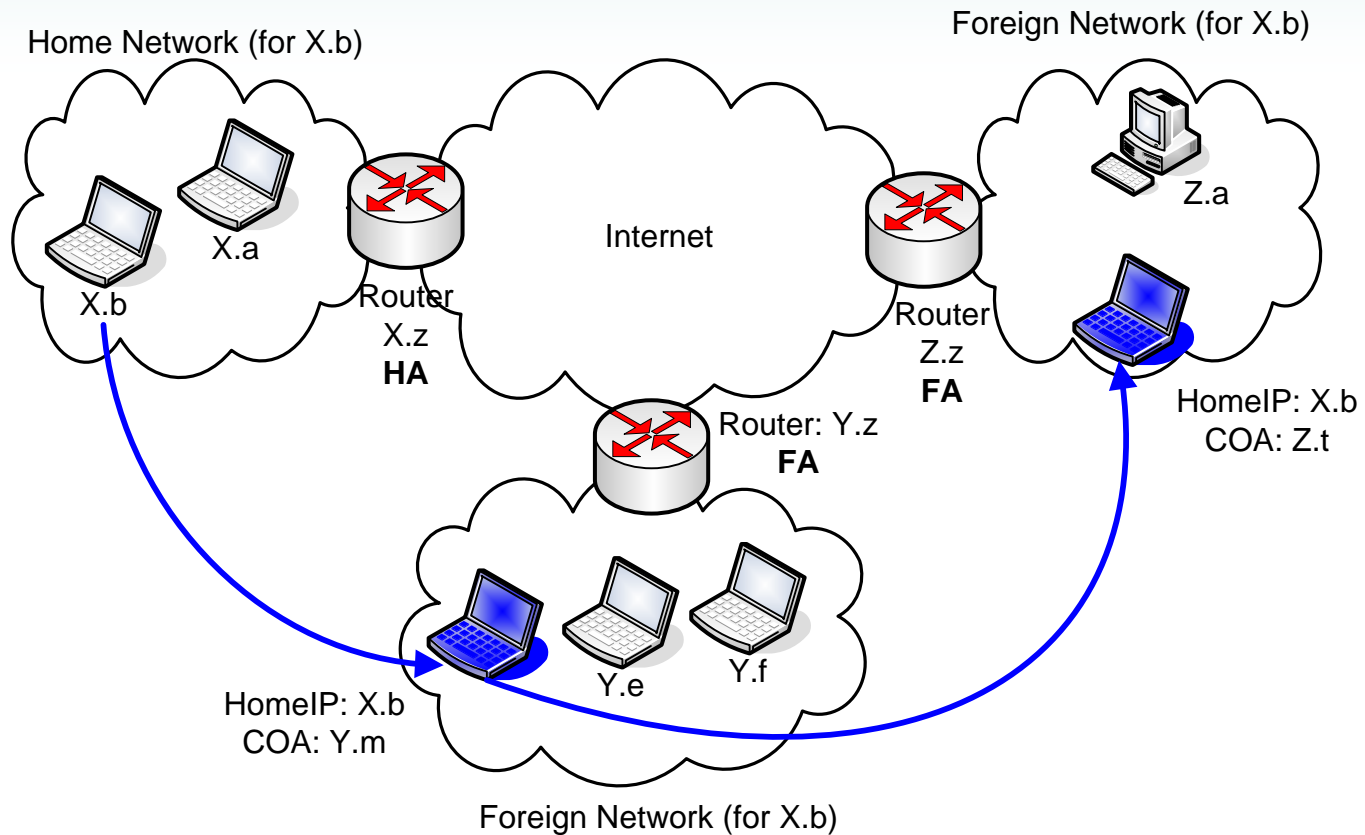 Home Network (for X.b)
Foreign Network (for X.b)
X.a
X.b
Router
X.z
HA
Internet
Router
Z.z
FA
Z.a
HomeIP: X.b
COA: Z.t
Router: Y.z
FA
Y.e
Y.f
HomeIP: X.b
COA: Y.m
Foreign Network (for X.b)